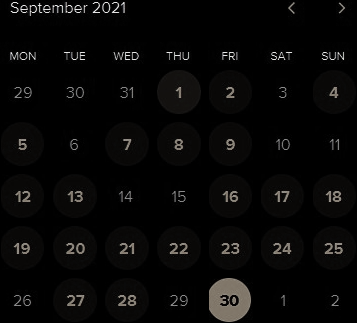 September 2021
MON TUE WED THU FRI SAT SUN
29 30 31 1 2 3 4
5 6 7 8 9 10 11
12 13 14 15 16 17 18
19 20 21 22 23 24 25
26 27 28 29 30 1 2